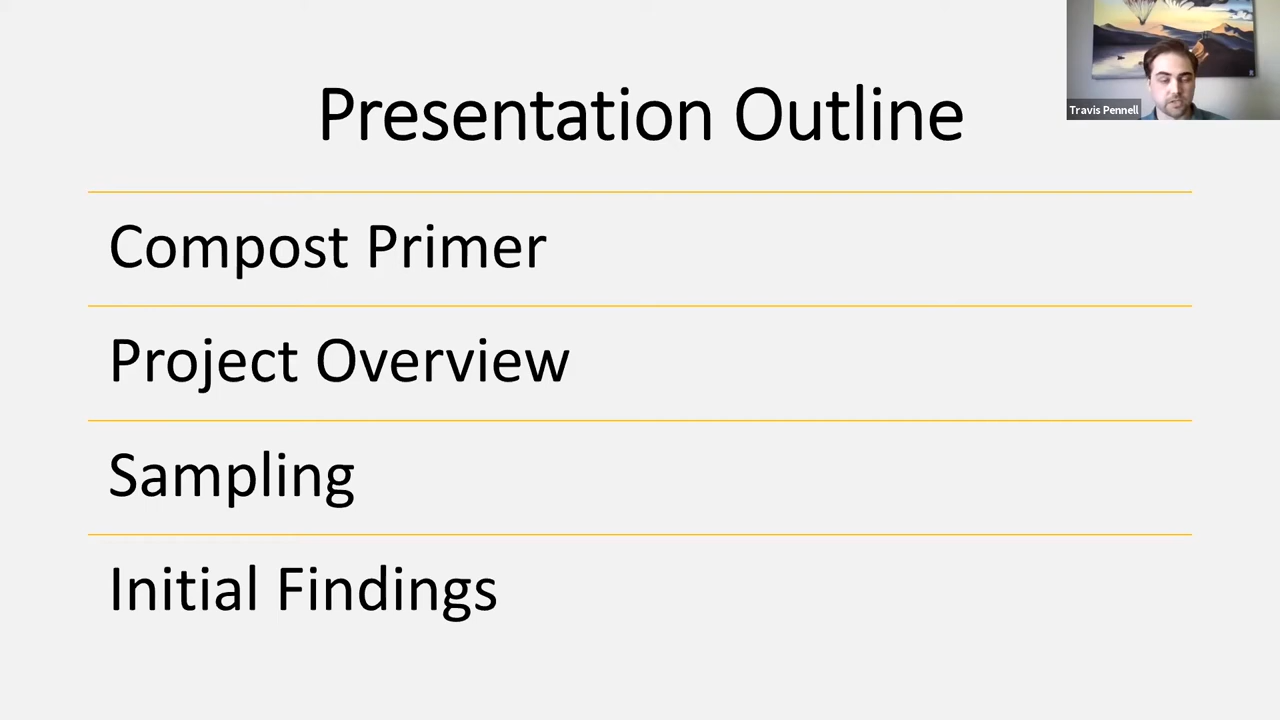 Presentation Outline
Travis Pennell
Compost Primer
Project Overview
Sampling
Initial Findings